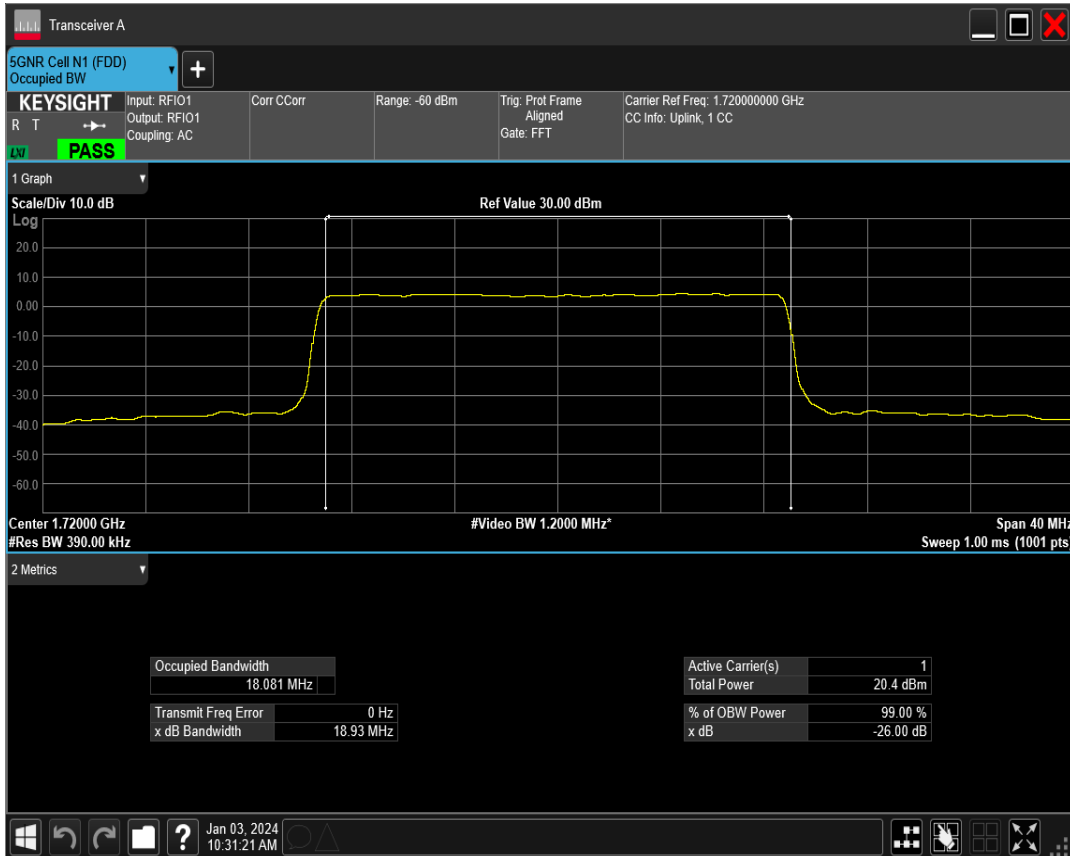 Transceiver A
5GNR Cell N1 (FDD)
Occupied BW
+
KEYSIGHT
R T
LXI
PASS
Input: RFIO1
Output: RFIO1
Coupling: AC
Corr CCorr
Range: -60 dBm
Trig: Prot Frame
Aligned
Gate: FFT
Carrier Ref Freq: 1.720000000 GHz
CC Info: Uplink, 1 CC
1 Graph
Scale/Div 10.0 dB
Ref Value 30.00 dBm
Log
20.0
10.0
0.00
-10.0
-20.0
-30.0
-40.0
-50.0
-60.0
Center 1.72000 GHz
#Video BW 1.2000 MHz*
Span 40 MHz
#Res BW 390.00 kHz
Sweep 1.00 ms (1001 pts)
2 Metrics
Occupied Bandwidth
18.081 MHz
Transmit Freq Error 0 Hz
x dB Bandwidth 18.93 MHz
Active Carrier(s) 1
Total Power 20.4 dBm
% of OBW Power 99.00 %
x dB -26.00 dB
?
Jan 03, 2024
10:31:21 AM